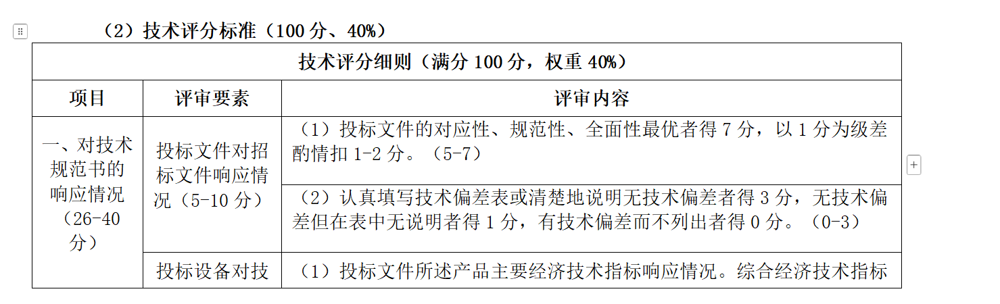 （2）技术评分标准（100 分、40%）
技术评分细则（满分 100 分，权重 40%）
项目
评审要素
评审内容
一、对技术
规范书的
响应情况
（26-40
分）
投标文件对招
标文件响应情
况（5-10 分）
（1）投标文件的对应性、规范性、全面性最优者得 7 分，以 1 分为级差
酌情扣 1-2 分。（5-7）
（2）认真填写技术偏差表或清楚地说明无技术偏差者得 3 分，无技术偏
差但在表中无说明者得 1 分，有技术偏差而不列出者得 0 分。（0-3）
投标设备对技
（1）投标文件所述产品主要经济技术指标响应情况。综合经济技术指标